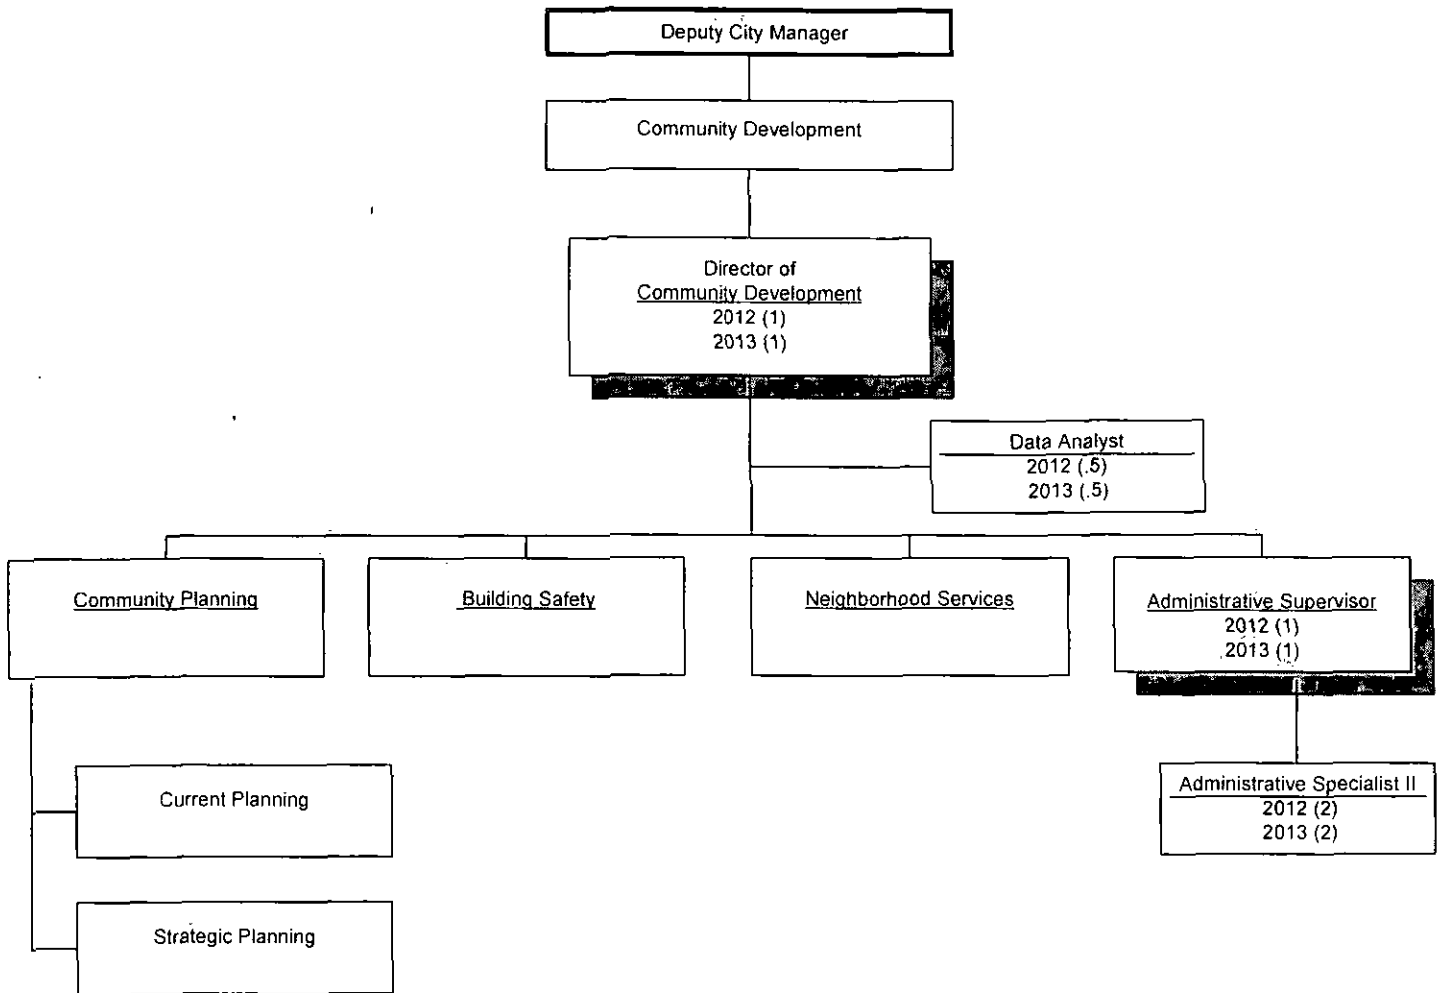 Deputy City Manager
Community Development
Director of
Community Development
2012 (1)
2013 (1)
Data Analyst
2012 (.5)
2013 (.5)
Community Planning
Building Safety
Neighborhood Services
Administrative Supervisor
2012 (1)
2013 (1)
Current Planning
Administrative Specialist II
2012 (2)
2013 (2)
Strategic Planning